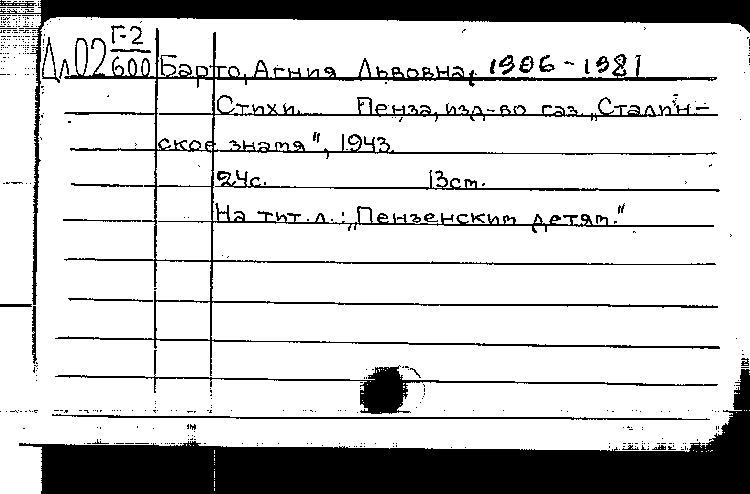 Дл02 Г-2
600 Барто, Агния Львовна, 1906-1981
Стихи. Пенза, изд-во газ. „Сталин-
ское знамя", 1943.
24с. 13см.
На тит. л.: „Пензенским детям."